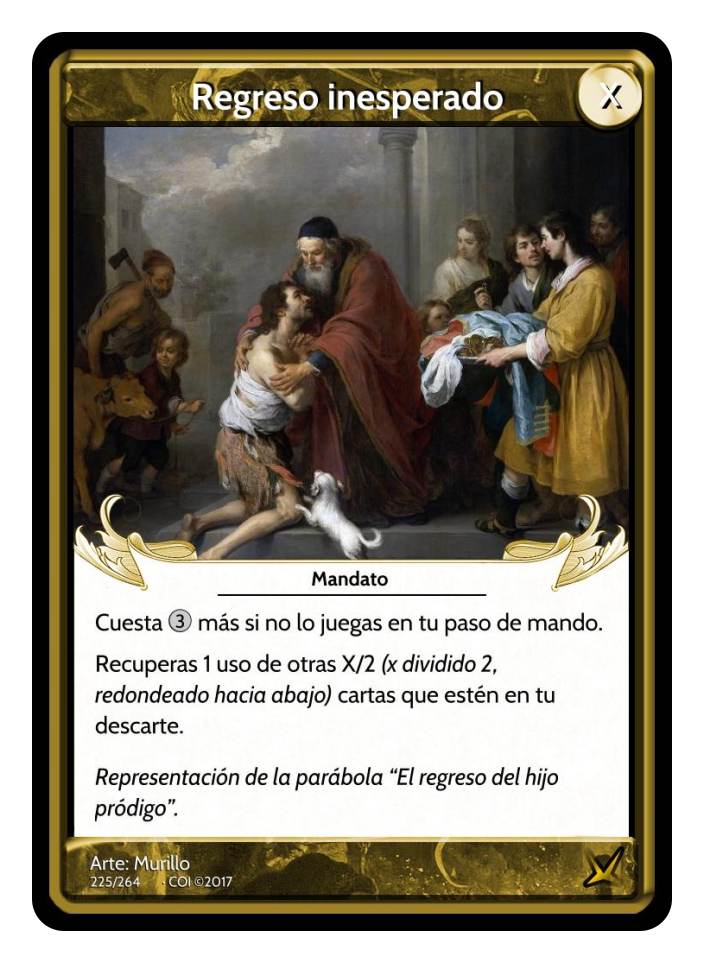 Regreso inesperado
X
Mandato
Cuesta 3 más si no lo juegas en tu paso de mando.
Recuperas 1 uso de otras X/2 (x dividido 2,
redondeado hacia abajo) cartas que estén en tu
descarte.
Representación de la parábola “El regreso del hijo
pródigo”.
Arte: Murillo
225/264 · COI ©2017